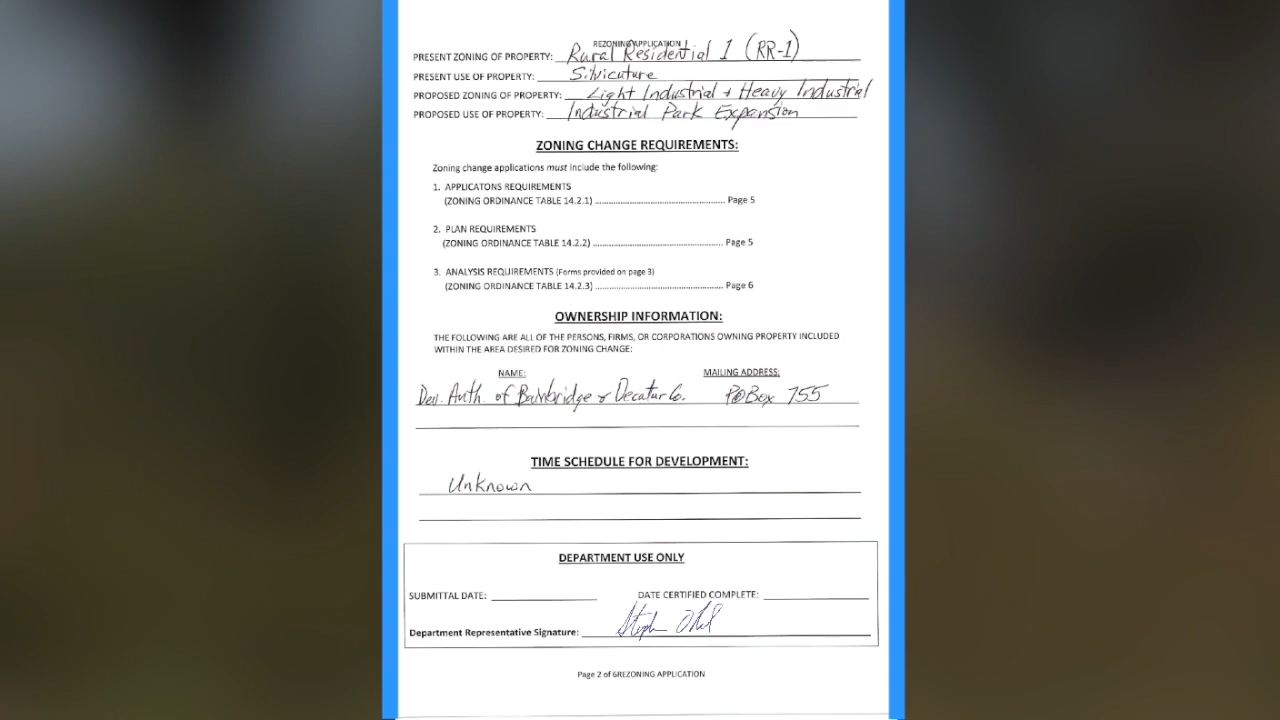 REZONING APPLICATION
PRESENT ZONING OF PROPERTY: Rural Residential 1 (RR-1)
PRESENT USE OF PROPERTY: Silvicuture
PROPOSED ZONING OF PROPERTY: Light Industrial + Heavy Industrial
PROPOSED USE OF PROPERTY: Industrial Park Expansion
ZONING CHANGE REQUIREMENTS:
Zoning change applications must include the following:
1. APPLICATONS REQUIREMENTS
(ZONING ORDINANCE TABLE 14.2.1) ........................................................ Page 5
2. PLAN REQUIREMENTS
(ZONING ORDINANCE TABLE 14.2.2) ........................................................ Page 5
3. ANALYSIS REQUIREMENTS (Forms provided on page 3)
(ZONING ORDINANCE TABLE 14.2.3) ........................................................ Page 6
OWNERSHIP INFORMATION:
THE FOLLOWING ARE ALL OF THE PERSONS, FIRMS, OR CORPORATIONS OWNING PROPERTY INCLUDED
WITHIN THE AREA DESIRED FOR ZONING CHANGE:
NAME: MAILING ADDRESS:
Dev. Auth. of Bainbridge & Decatur Co. PO Box 755
TIME SCHEDULE FOR DEVELOPMENT:
Unknown
DEPARTMENT USE ONLY
SUBMITTAL DATE: DATE CERTIFIED COMPLETE:
Department Representative Signature:
Page 2 of 6REZONING APPLICATION